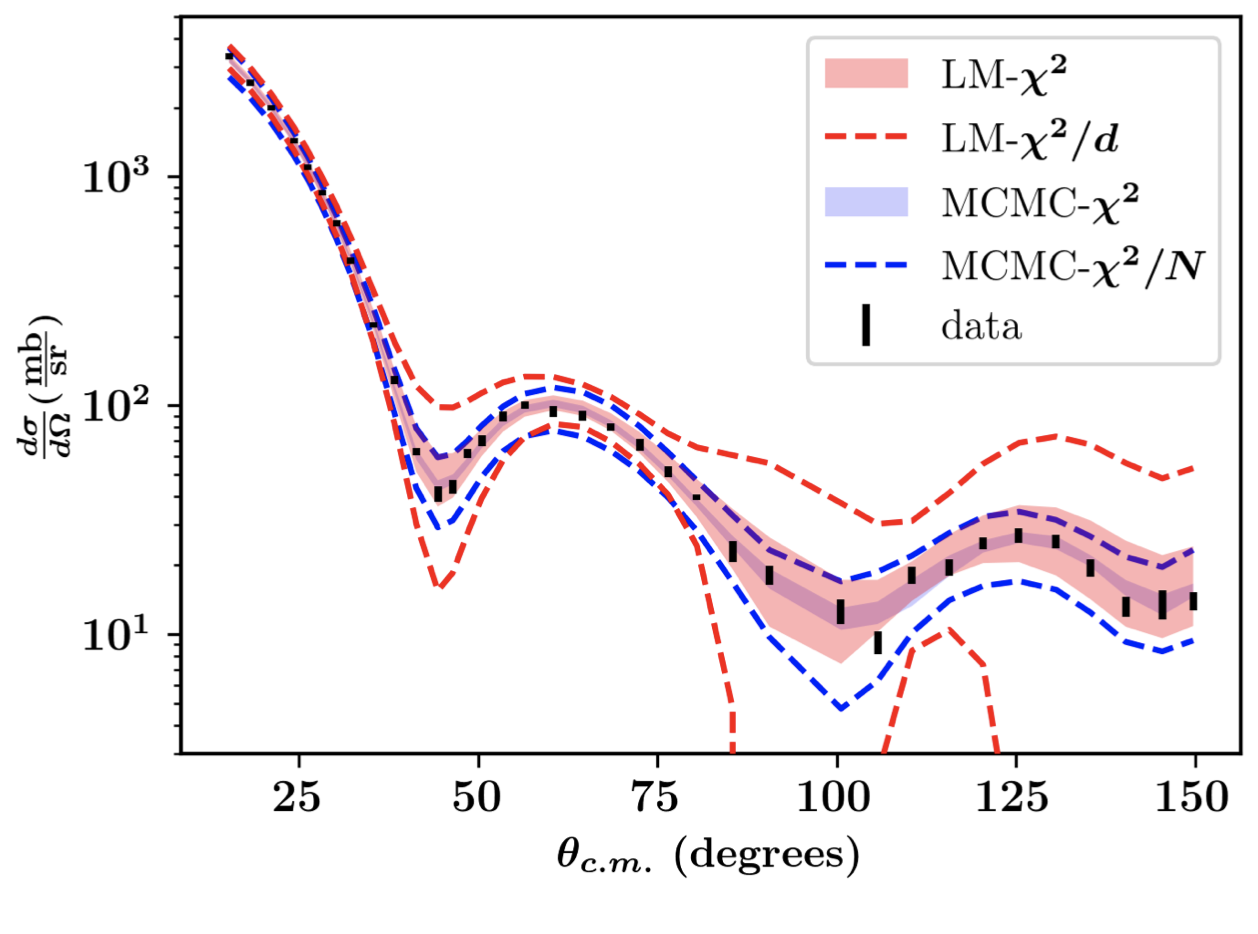 LM-χ²
LM-χ²/d
MCMC-χ²
MCMC-χ²/N
data
10³
10²
10¹
dσ/dΩ(mb/sr)
25 50 75 100 125 150
θc.m. (degrees)